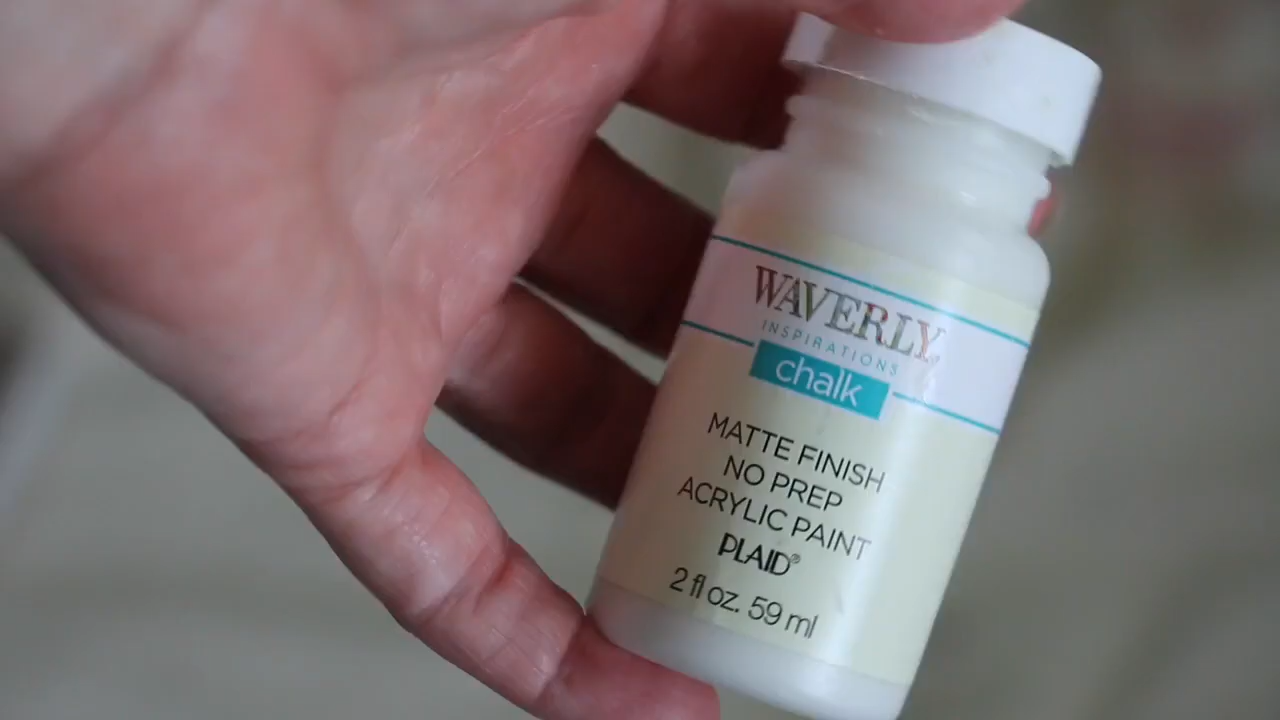 WAVERLY
INSPIRATIONS
chalk
MATTE FINISH
NO PREP
ACRYLIC PAINT
PLAID®
2 fl oz. 59 ml